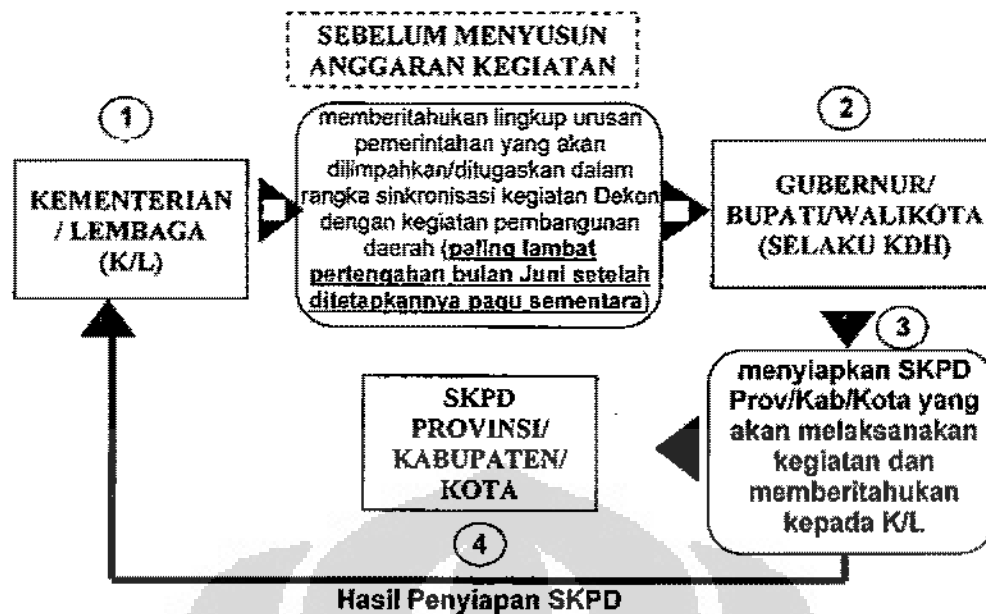 SEBELUM MENYUSUN
ANGGARAN KEGIATAN
1
KEMENTERIAN
/ LEMBAGA
(K/L)
memberitahukan lingkup urusan
pemerintahan yang akan
dilimpahkan/ditugaskan dalam
rangka sinkronisasi kegiatan Dekon
dengan kegiatan pembangunan
daerah (paling lambat
pertengahan bulan Juni setelah
ditetapkannya pagu sementara)
2
GUBERNUR/
BUPATI/WALIKOTA
(SELAKU KDH)
3
menyiapkan SKPD
Prov/Kab/Kota yang
akan melaksanakan
kegiatan dan
memberitahukan
kepada K/L
SKPD
PROVINSI/
KABUPATEN/
KOTA
4
Hasil Penyiapan SKPD